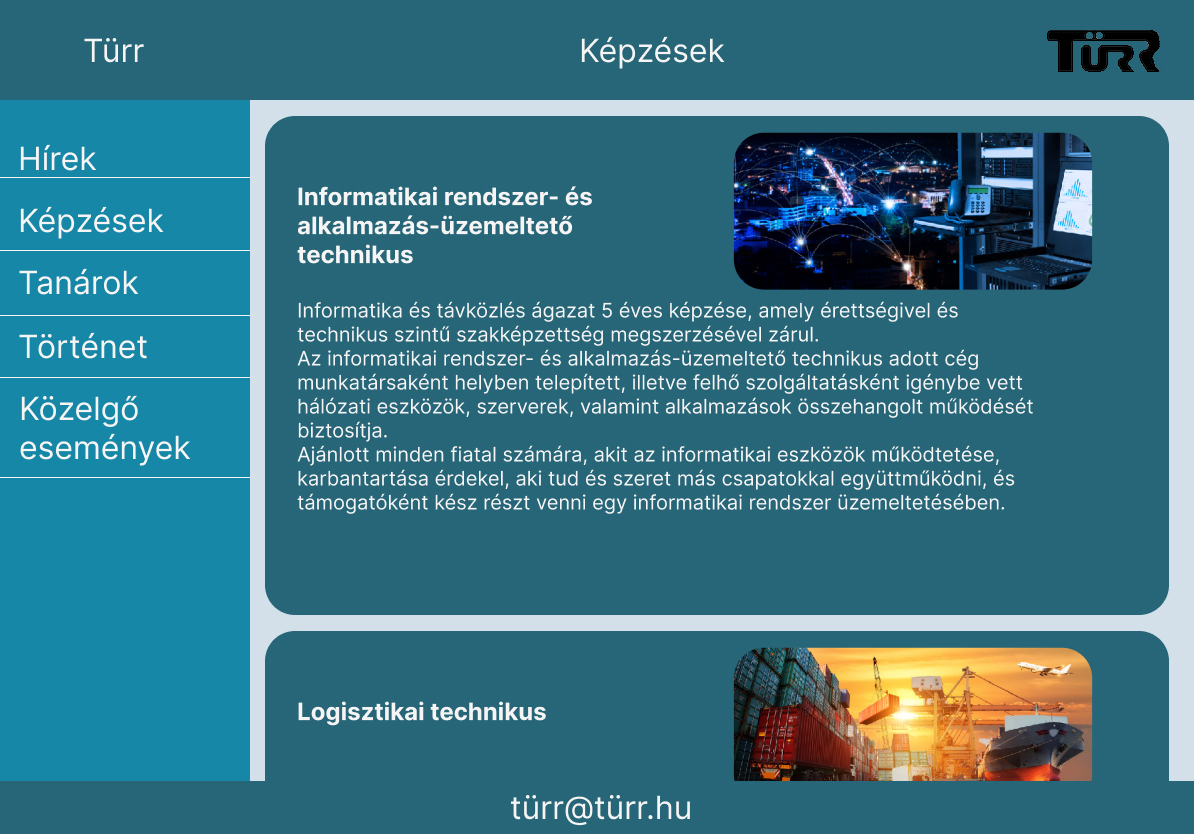 Türr
Képzések
TÜRR
Hírek
Képzések
Tanárok
Történet
Közelgő
események
Informatikai rendszer- és
alkalmazás-üzemeltető
technikus
Informatika és távközlés ágazat 5 éves képzése, amely érettségivel és
technikus szintű szakképzettség megszerzésével zárul.
Az informatikai rendszer- és alkalmazás-üzemeltető technikus adott cég
munkatársaként helyben telepített, illetve felhő szolgáltatásként igénybe vett
hálózati eszközök, szerverek, valamint alkalmazások összehangolt működését
biztosítja.
Ajánlott minden fiatal számára, akit az informatikai eszközök működtetése,
karbantartása érdekel, aki tud és szeret más csapatokkal együttműködni, és
támogatóként kész részt venni egy informatikai rendszer üzemeltetésében.
Logisztikai technikus
türr@türr.hu